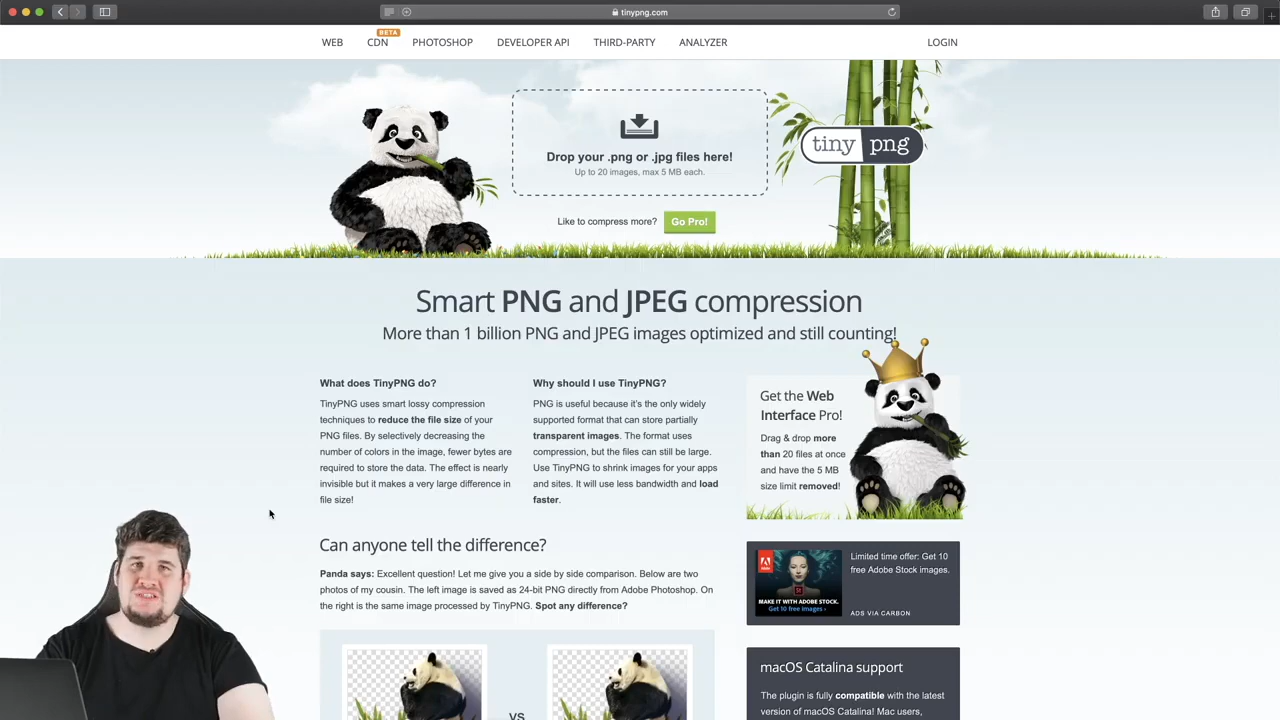 tinypng.com
WEB
CDN
BETA
PHOTOSHOP
DEVELOPER API
THIRD-PARTY
ANALYZER
LOGIN
Drop your .png or .jpg files here!
Up to 20 images, max 5 MB each.
Like to compress more?
Go Pro!
tiny png
Smart PNG and JPEG compression
More than 1 billion PNG and JPEG images optimized and still counting!
What does TinyPNG do?
TinyPNG uses smart lossy compression
techniques to reduce the file size of your
PNG files. By selectively decreasing the
number of colors in the image, fewer bytes are
required to store the data. The effect is nearly
invisible but it makes a very large difference in
file size!
Why should I use TinyPNG?
PNG is useful because it's the only widely
supported format that can store partially
transparent images. The format uses
compression, but the files can still be large.
Use TinyPNG to shrink images for your apps
and sites. It will use less bandwidth and load
faster.
Get the Web
Interface Pro!
Drag & drop more
than 20 files at once
and have the 5 MB
size limit removed!
Can anyone tell the difference?
Panda says: Excellent question! Let me give you a side by side comparison. Below are two
photos of my cousin. The left image is saved as 24-bit PNG directly from Adobe Photoshop. On
the right is the same image processed by TinyPNG. Spot any difference?
VS
Adobe
St
MAKE IT WITH ADOBE STOCK.
Get 10 free images ›
Limited time offer: Get 10
free Adobe Stock images.
ADS VIA CARBON
macOS Catalina support
The plugin is fully compatible with the latest
version of macOS Catalina! Mac users,